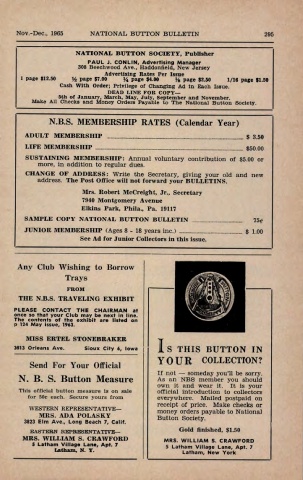 Nov.-Dec., 1965 NATIONAL BUTTON BULLETIN 295
NATIONAL BUTTON SOCIETY, Publisher
PAUL J. CONLIN, Advertising Manager
308 Beechwood Ave., Haddonfield, New Jersey
Advertising Rates Per Issue
1 page $12.50 ½ page $7.00 ¼ page $4.00 ⅛ page $2.50 1/16 page $1.50
Cash With Order; Privilege of Changing Ad in Each Issue.
DEAD LINE FOR COPY—
5th of January, March, May, July, September and November.
Make All Checks and Money Orders Payable to The National Button Society.
N.B.S. MEMBERSHIP RATES (Calendar Year)
ADULT MEMBERSHIP $ 2.50
LIFE MEMBERSHIP $50.00
SUSTAINING MEMBERSHIP: Annual voluntary contribution of $5.00 or
more, in addition to regular dues.
CHANGE OF ADDRESS: Write the Secretary, giving your old and new
address. The Post Office will not forward your BULLETINS.
Mrs. Robert McCreight, Jr., Secretary
7940 Montgomery Avenue
Elkins Park, Phila., Pa. 19117
SAMPLE COPY NATIONAL BUTTON BULLETIN 75¢
JUNIOR MEMBERSHIP (Ages 8 - 18 years inc.) $ 1.00
See Ad for Junior Collectors in this issue.
Any Club Wishing to Borrow
Trays
FROM
THE N.B.S. TRAVELING EXHIBIT
PLEASE CONTACT THE CHAIRMAN at
once so that your Club may be next in line.
The contents of the exhibit are listed on
p 124 May issue, 1963.
MISS ERTEL STONEBRAKER
3813 Orleans Ave. Sioux City 6, Iowa
Send For Your Official
N. B. S. Button Measure
This official button measure is on sale
for 50c each. Secure yours from
WESTERN REPRESENTATIVE—
MRS. ADA POLASKY
3823 Elm Ave., Long Beach 7, Calif.
EASTERN REPRESENTATIVE—
MRS. WILLIAM S. CRAWFORD
5 Latham Village Lane, Apt. 7
Latham, N. Y.
IS THIS BUTTON IN
YOUR COLLECTION?
If not — someday you'll be sorry.
As an NBB member you should
own it and wear it. It is your
official introduction to collectors
everywhere. Mailed postpaid on
receipt of price. Make checks or
money orders payable to National
Button Society.
Gold finished, $1.50
MRS. WILLIAM S. CRAWFORD
5 Latham Village Lane, Apt. 7
Latham, New York